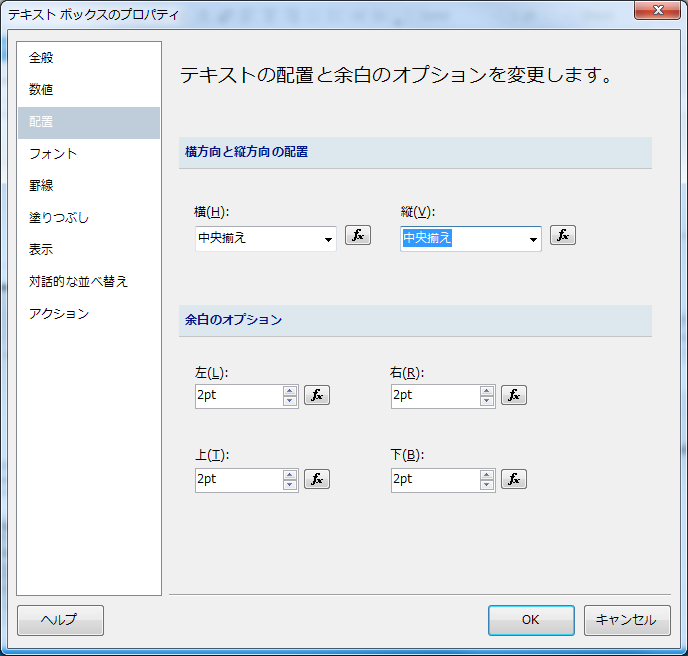 テキスト ボックスのプロパティ
全般
数値
配置
フォント
罫線
塗りつぶし
表示
対話的な並べ替え
アクション
テキストの配置と余白のオプションを変更します。
横方向と縦方向の配置
横(H): 縦(V):
中央揃え fx 中央揃え fx
余白のオプション
左(L): 右(R):
2pt fx 2pt fx
上(T): 下(B):
2pt fx 2pt fx
ヘルプ OK キャンセル